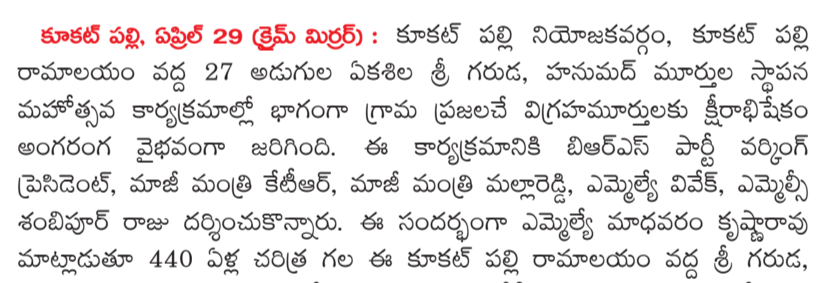 కూకట్ పల్లి, ఏప్రిల్ 29 (క్రైమ్ మిర్రర్) : కూకట్ పల్లి నియోజకవర్గం, కూకట్ పల్లి
రామాలయం వద్ద 27 అడుగుల ఏకశిల శ్రీ గరుడ, హనుమద్ మూర్తుల స్థాపన
మహోత్సవ కార్యక్రమాల్లో భాగంగా గ్రామ ప్రజలచే విగ్రహమూర్తులకు క్షీరాభిషేకం
అంగరంగ వైభవంగా జరిగింది. ఈ కార్యక్రమానికి బిఆర్ఎస్ పార్టీ వర్కింగ్
ప్రెసిడెంట్, మాజీ మంత్రి కేటీఆర్, మాజీ మంత్రి మల్లారెడ్డి, ఎమ్మెల్యే వివేక్, ఎమ్మెల్సీ
శంబిపూర్ రాజు దర్శించుకొన్నారు. ఈ సందర్భంగా ఎమ్మెల్యే మాధవరం కృష్ణారావు
మాట్లాడుతూ 440 ఏళ్ల చరిత్ర గల ఈ కూకట్ పల్లి రామాలయం వద్ద శ్రీ గరుడ,